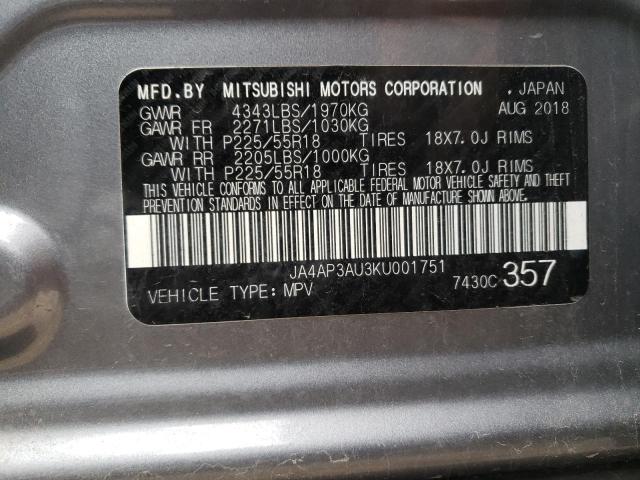 MFD.BY MITSUBISHI MOTORS CORPORATION , JAPAN
GVWR 4343LBS/1970KG AUG 2018
GAWR FR 2271LBS/1030KG
WITH P225/55R18 TIRES 18X7.0J RIMS
GAWR RR 2205LBS/1000KG
WITH P225/55R18 TIRES 18X7.0J RIMS
THIS VEHICLE CONFORMS TO ALL APPLICABLE FEDERAL MOTOR VEHICLE SAFETY AND THEFT
PREVENTION STANDARDS IN EFFECT ON THE DATE OF MANUFACTURE SHOWN ABOVE.
JA4AP3AU3KU001751
VEHICLE TYPE: MPV 7430C 357